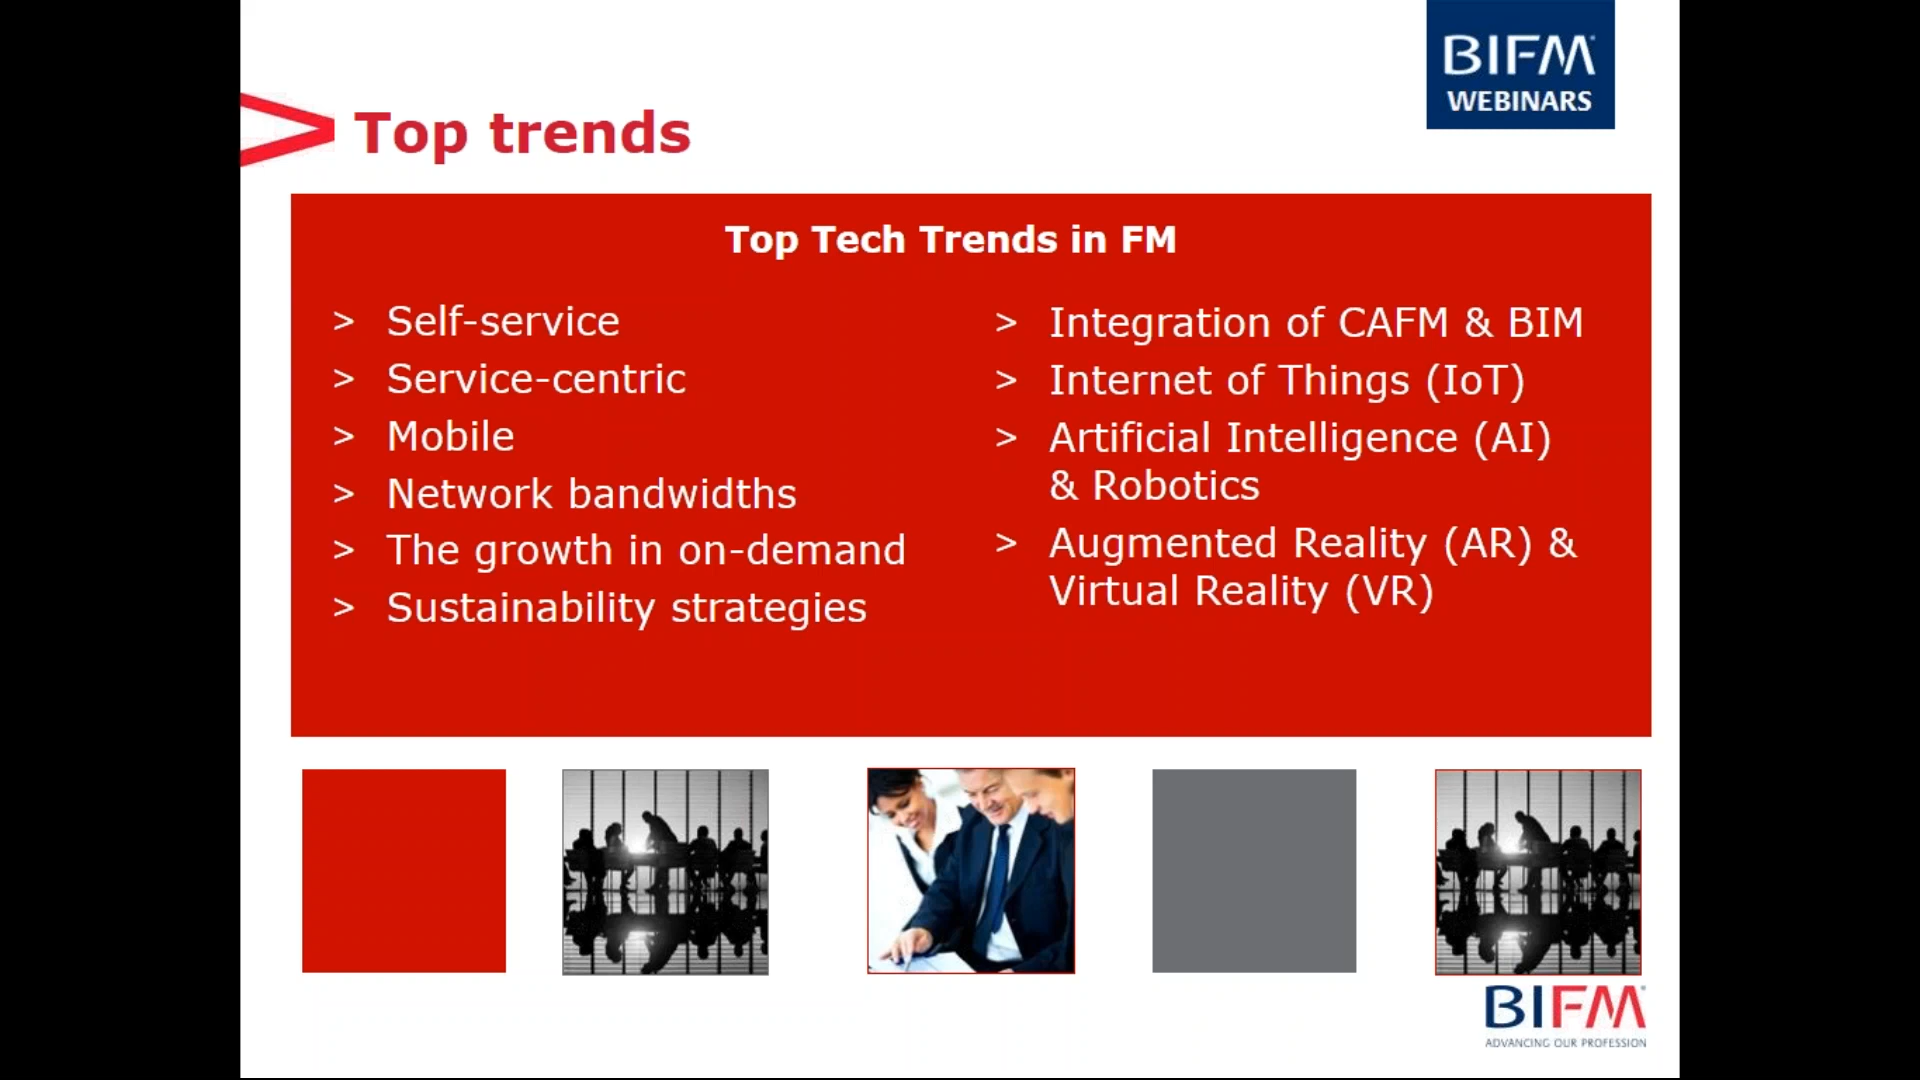 BIFM
WEBINARS
Top trends
Top Tech Trends in FM
> Self-service
> Service-centric
> Mobile
> Network bandwidths
> The growth in on-demand
> Sustainability strategies
> Integration of CAFM & BIM
> Internet of Things (IoT)
> Artificial Intelligence (AI)
& Robotics
> Augmented Reality (AR) &
Virtual Reality (VR)
BIFM
ADVANCING OUR PROFESSION